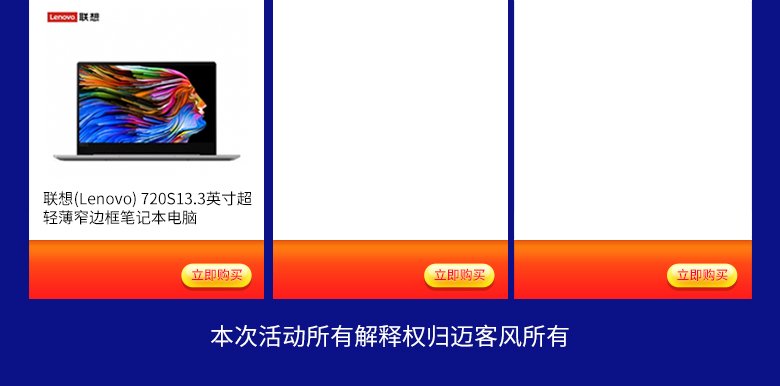 Lenovo 联想
联想(Lenovo) 720S13.3英寸超
轻薄窄边框笔记本电脑
立即购买
立即购买
立即购买
本次活动所有解释权归迈客风所有